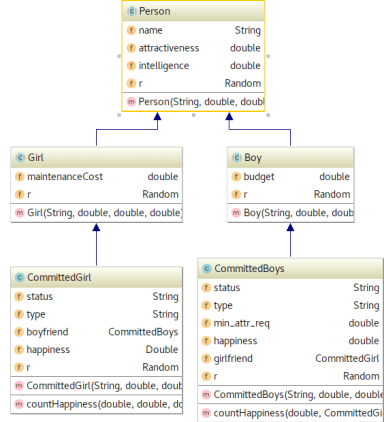 Person
name String
attractiveness double
intelligence double
r Random
Person(String, double, doubl
Girl
maintenanceCost double
r Random
Girl(String, double, double, double)
Boy
budget double
r Random
Boy(String, double, doub
CommittedGirl
status String
type String
boyfriend CommittedBoys
happiness Double
r Random
CommittedGirl(String, double, doub
countHappiness(double, double, do
CommittedBoys
status String
type String
min_attr_req double
happiness double
girlfriend CommittedGirl
r Random
CommittedBoys(String, double, doub
countHappiness(double, CommittedGi